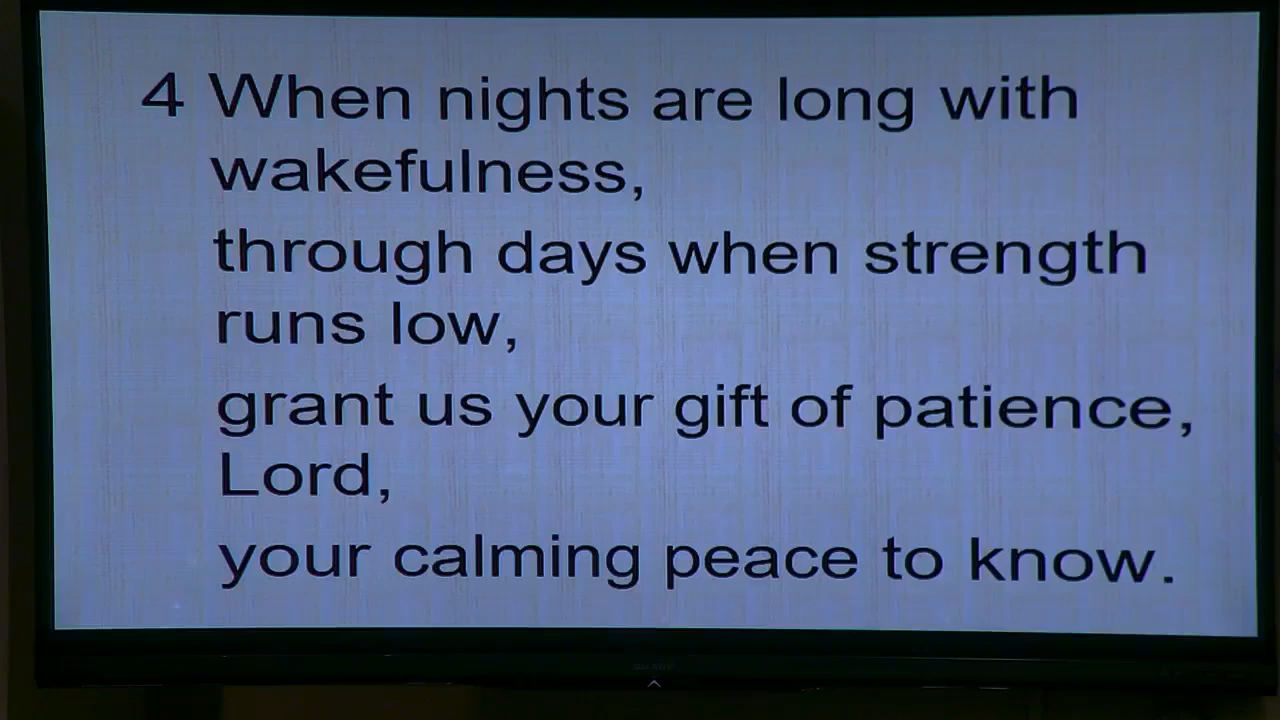 4 When nights are long with
wakefulness,
through days when strength
runs low,
grant us your gift of patience,
Lord,
your calming peace to know.